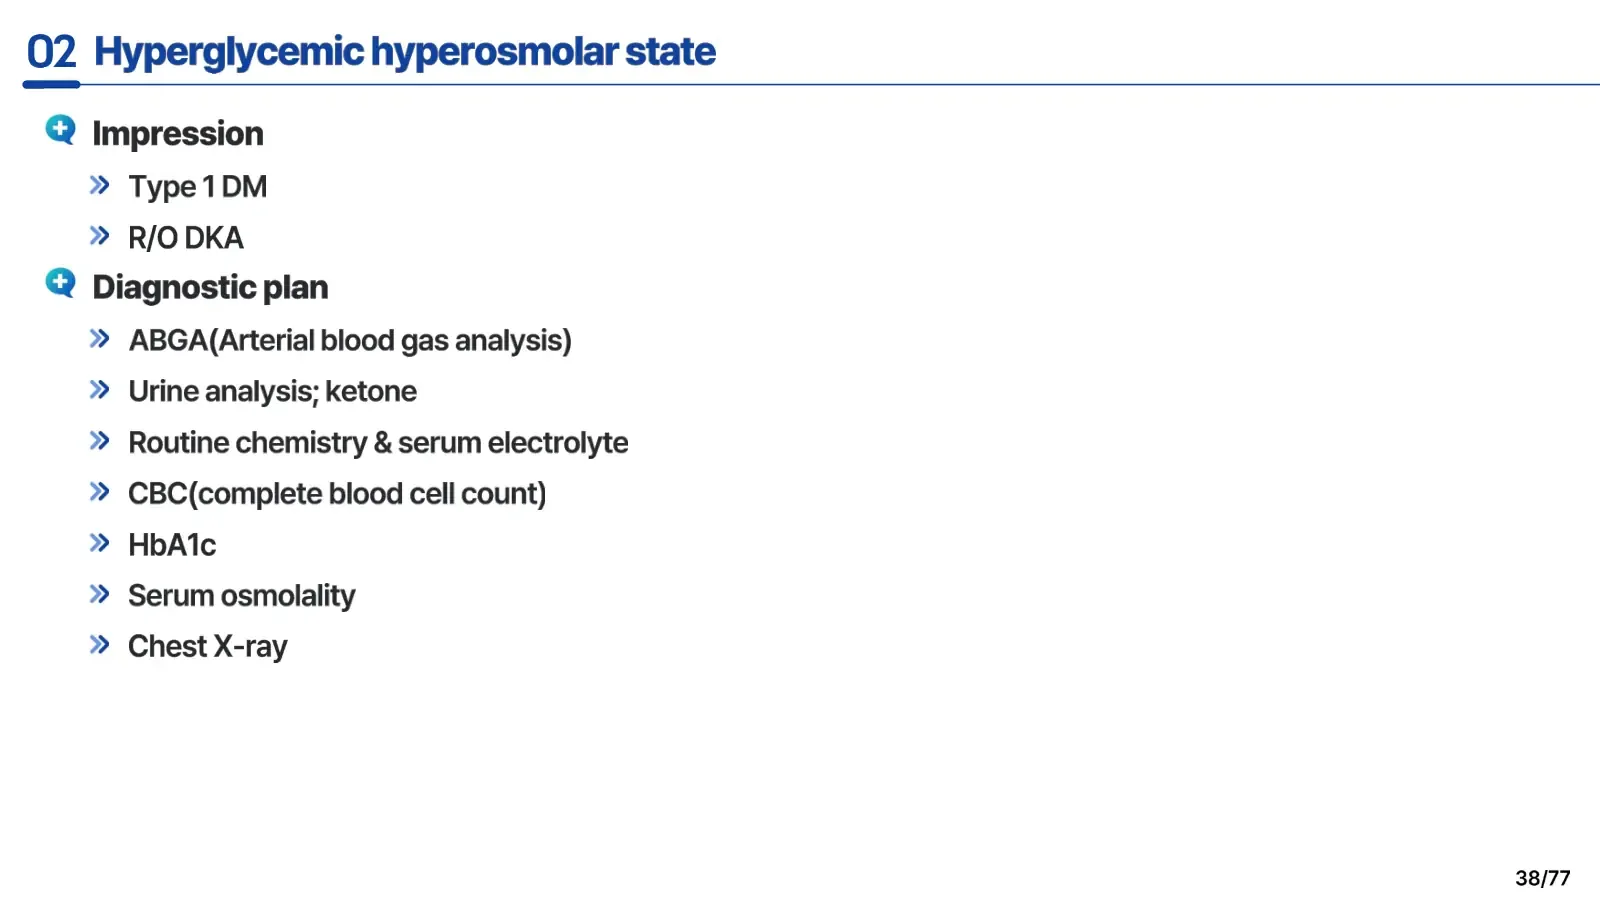 02 Hyperglycemic hyperosmolar state
Impression
Type 1 DM
R/O DKA
Diagnostic plan
ABGA(Arterial blood gas analysis)
Urine analysis; ketone
Routine chemistry & serum electrolyte
CBC(complete blood cell count)
HbA1c
Serum osmolality
Chest X-ray
38/77